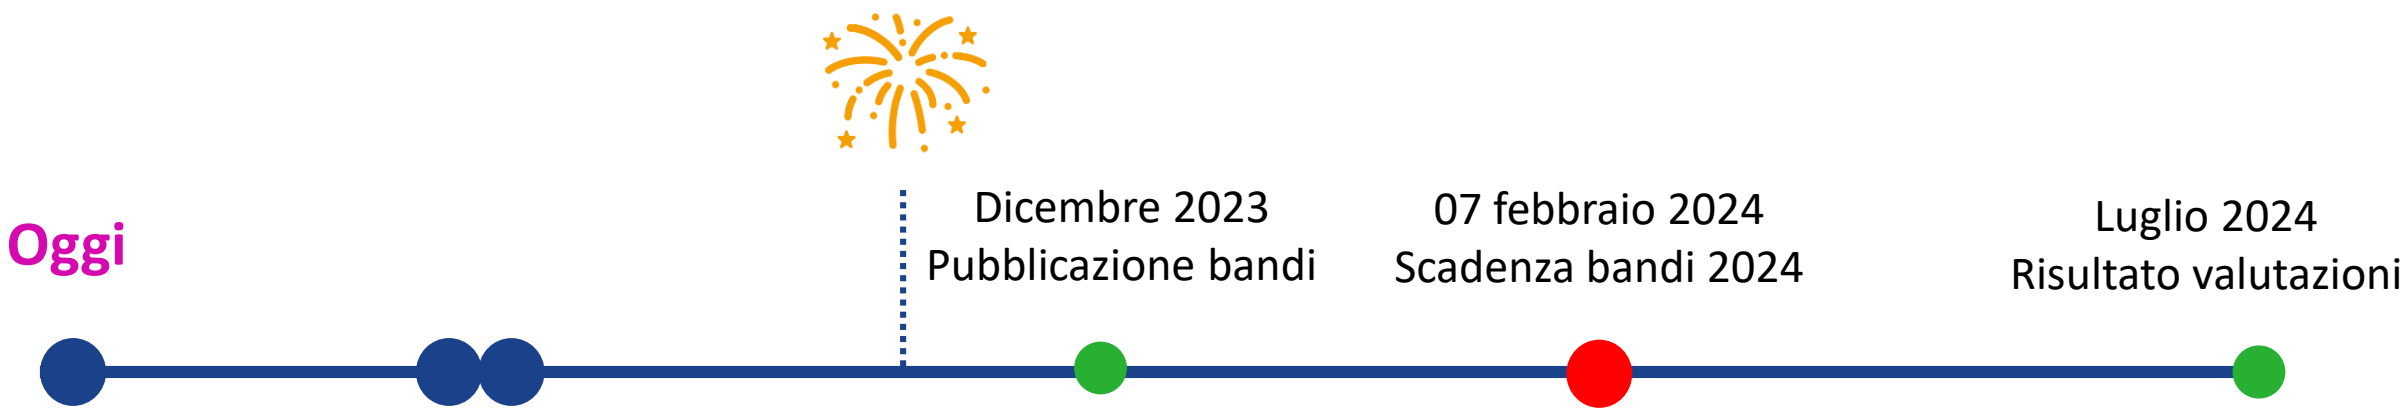 Oggi
Dicembre 2023
Pubblicazione bandi
07 febbraio 2024
Scadenza bandi 2024
Luglio 2024
Risultato valutazioni